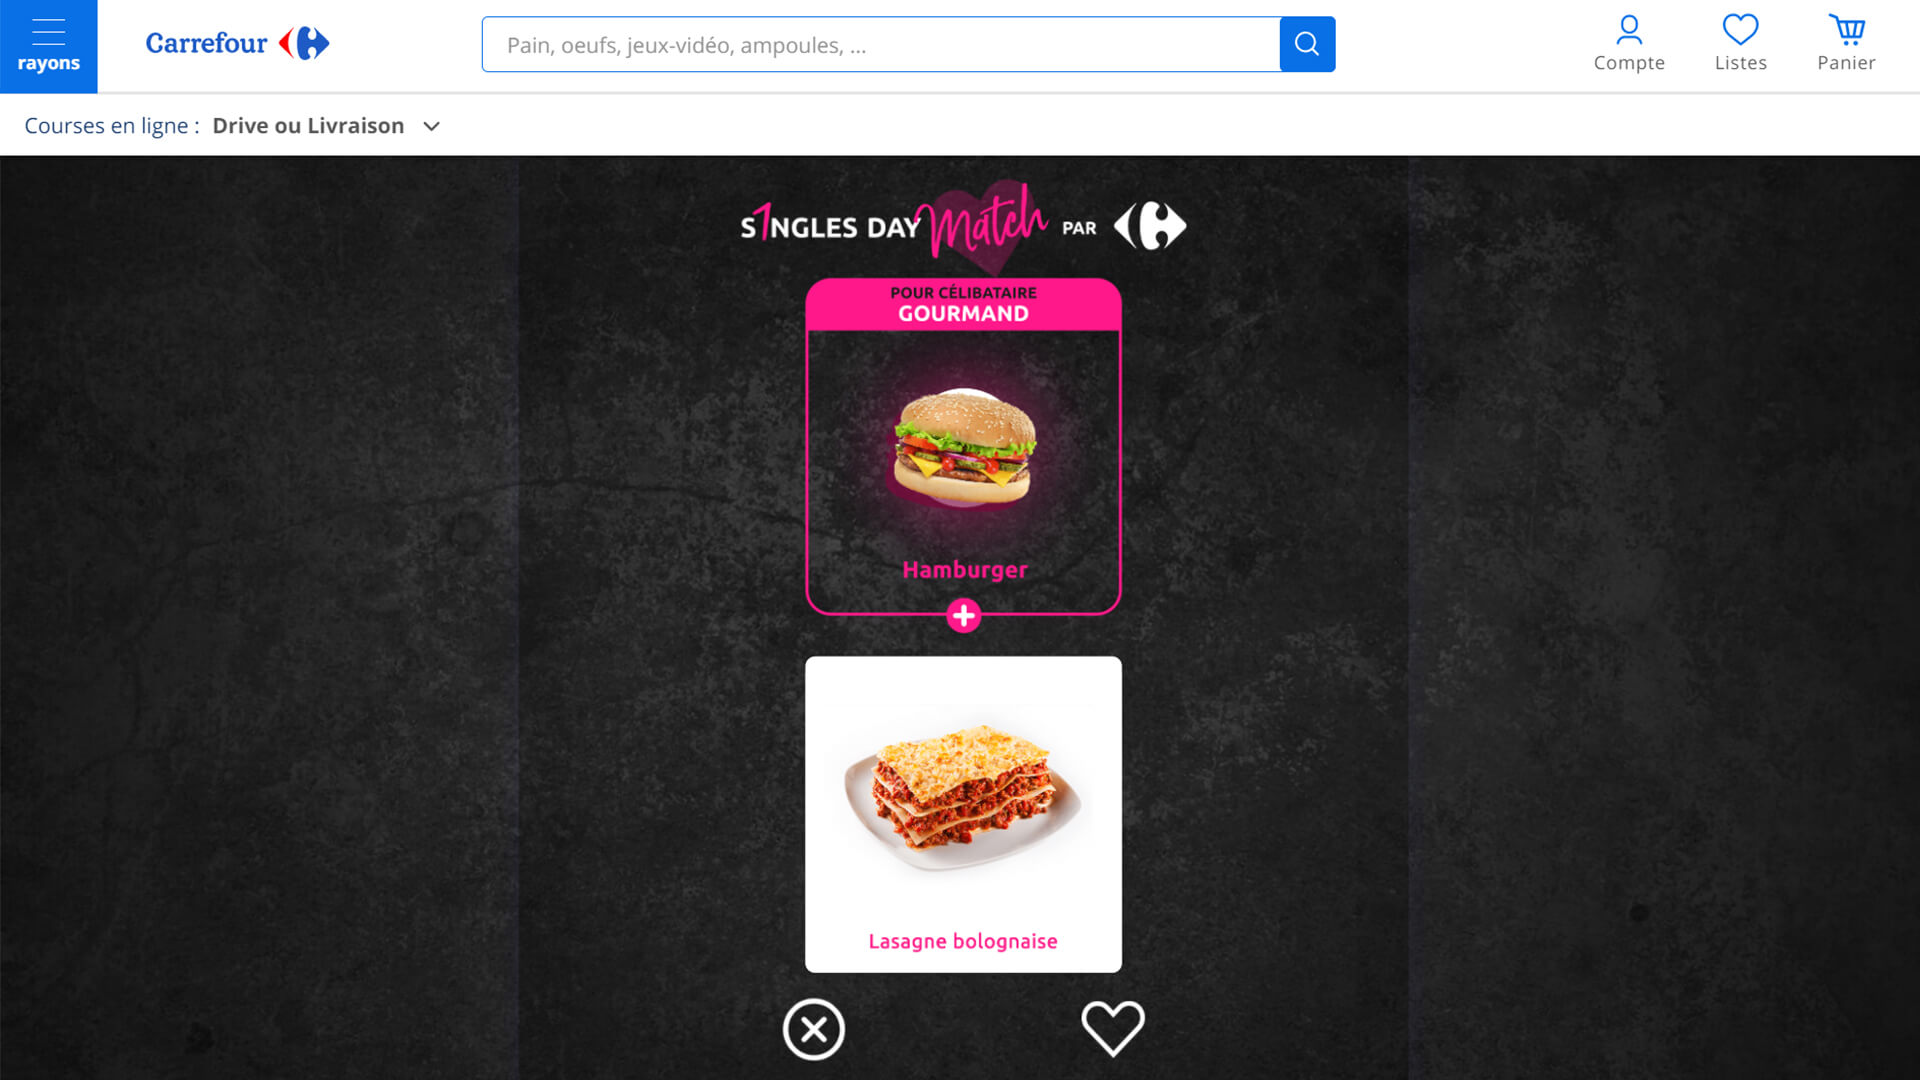 rayons
Carrefour
Pain, oeufs, jeux-vidéo, ampoules, ...
Compte
Listes
Panier
Courses en ligne : Drive ou Livraison
S1NGLES DAY Match PAR
POUR CÉLIBATAIRE
GOURMAND
Hamburger
Lasagne bolognaise